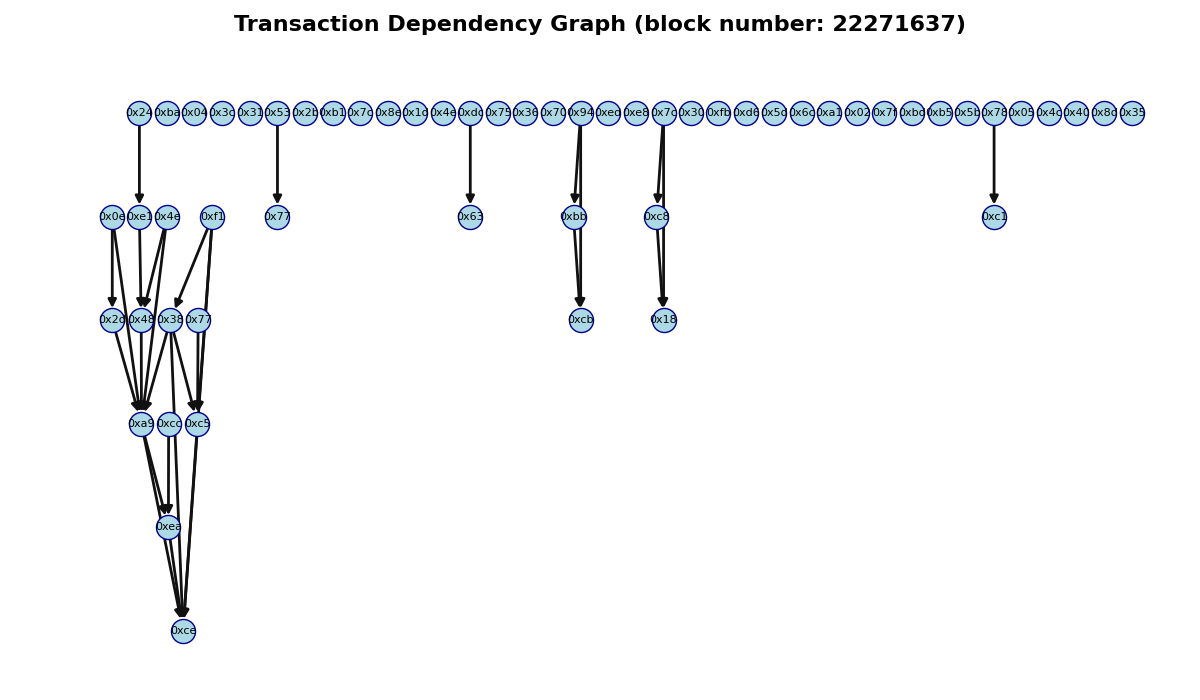 Transaction Dependency Graph (block number: 22271637)
0x24 0xba 0x04 0x3c 0x31 0x53 0x2b 0xb1 0x7c 0x8e 0x1d 0x4e 0xdc 0x75 0x36 0x70 0x94 0xed 0xe8 0x7c 0x30 0xfb 0xd6 0x5d 0x6c 0xa1 0x02 0x7f 0xbd 0xb5 0x5b 0x78 0x05 0x4c 0x40 0x8d 0x35
0x0e 0xe1 0x4e 0xf1 0x77 0x63 0xbb 0xc8 0xc1
0x2d 0x48 0x38 0x77 0xcb 0x18
0xa9 0xcc 0xc5
0xea
0xce